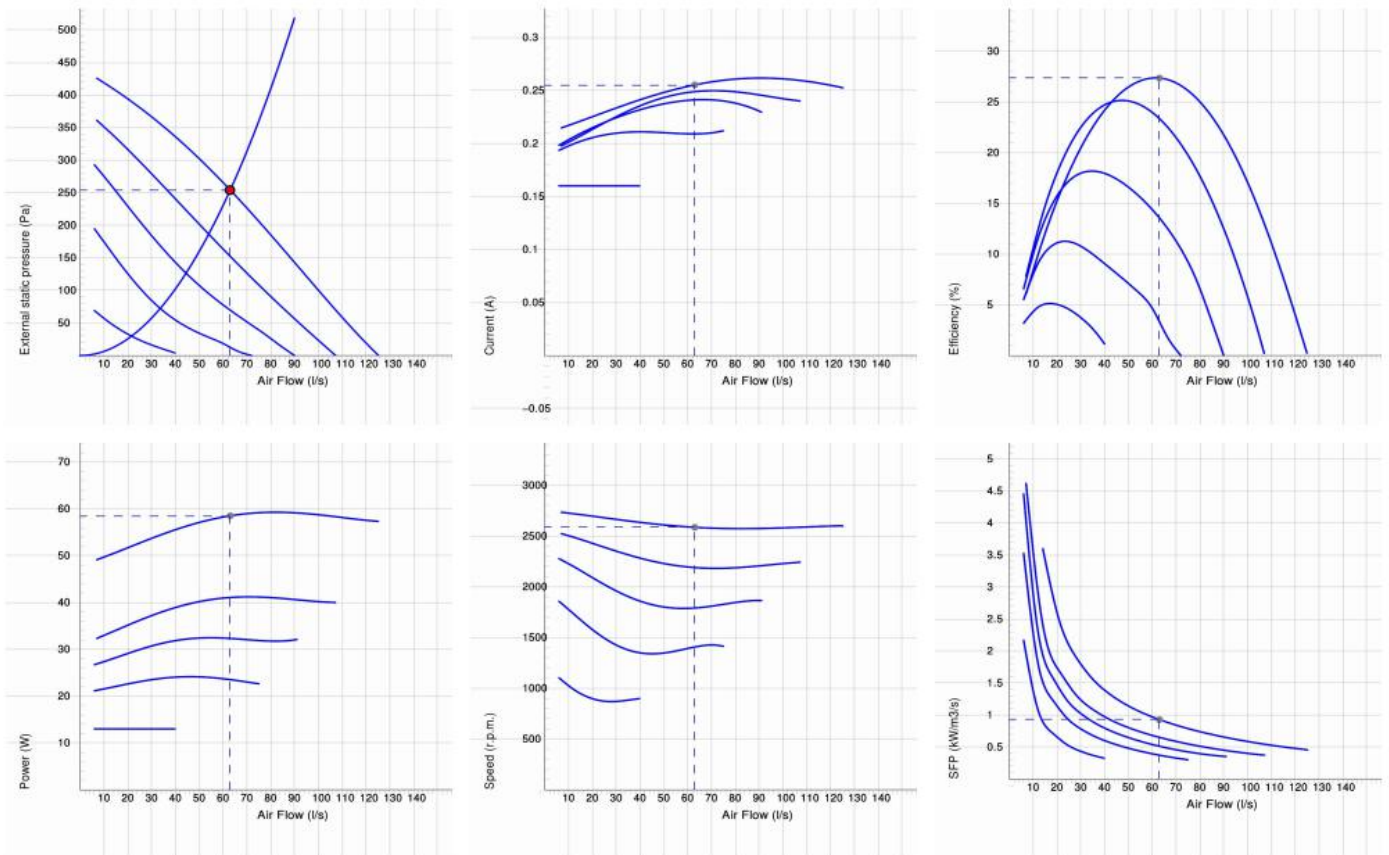 External static pressure (Pa)
500
450
400
350
300
250
200
150
100
50
10 20 30 40 50 60 70 80 90 100 110 120 130 140
Air Flow (l/s)
Current (A)
0.3
0.25
0.2
0.15
0.1
0.05
-0.05
10 20 30 40 50 60 70 80 90 100 110 120 130 140
Air Flow (l/s)
Efficiency (%)
30
25
20
15
10
5
10 20 30 40 50 60 70 80 90 100 110 120 130 140
Air Flow (l/s)
Power (W)
70
60
50
40
30
20
10
10 20 30 40 50 60 70 80 90 100 110 120 130 140
Air Flow (l/s)
Speed (r.p.m.)
3000
2500
2000
1500
1000
500
10 20 30 40 50 60 70 80 90 100 110 120 130 140
Air Flow (l/s)
SFP (kW/m3/s)
5
4.5
4
3.5
3
2.5
2
1.5
1
0.5
10 20 30 40 50 60 70 80 90 100 110 120 130 140
Air Flow (l/s)